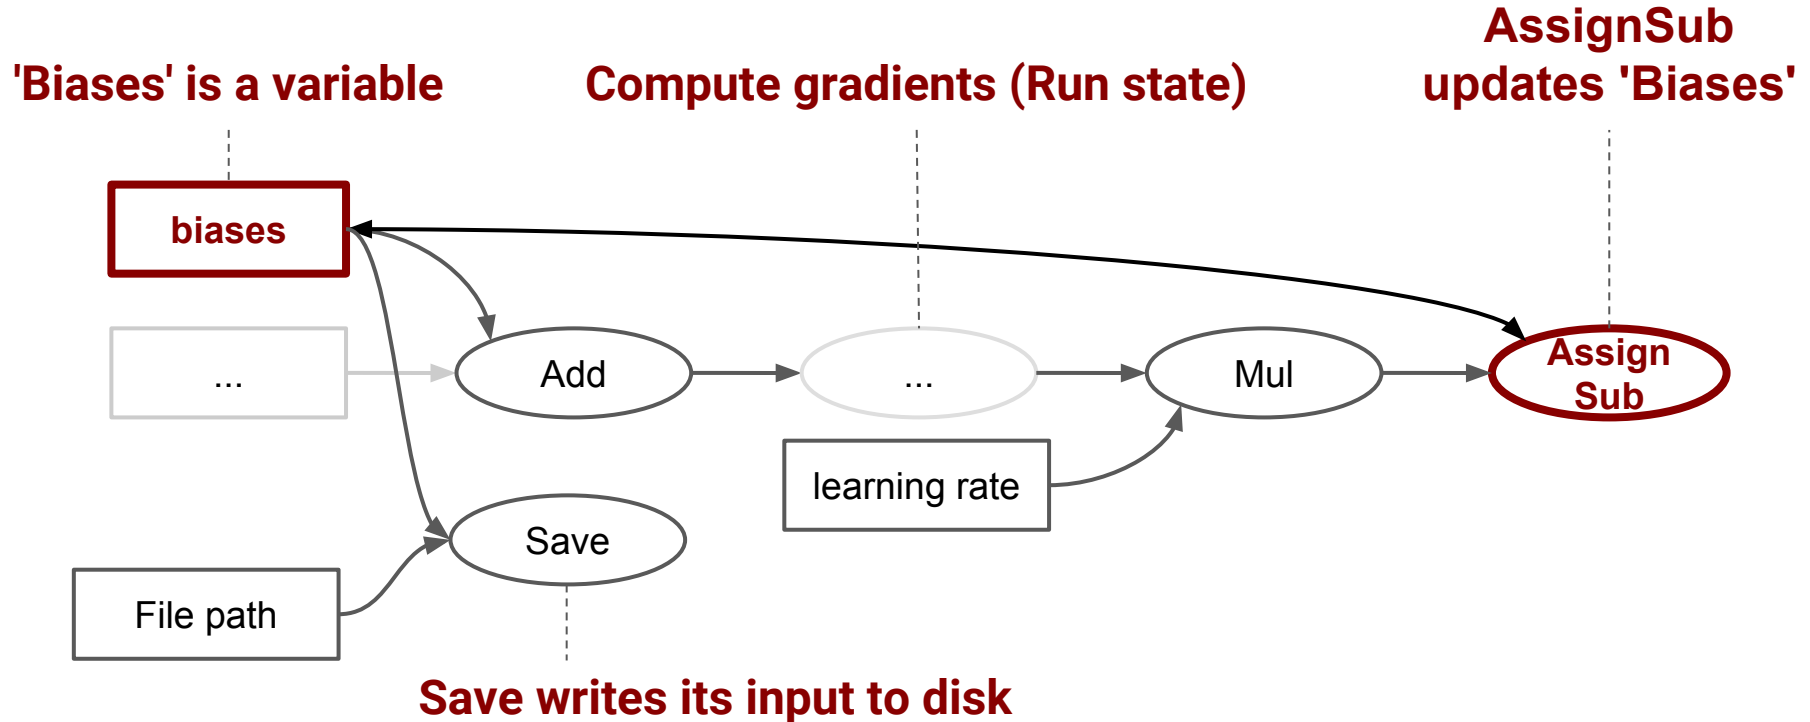 AssignSub
'Biases' is a variable
Compute gradients (Run state)
updates 'Biases'
biases
...
Add
...
Mul
Assign
Sub
learning rate
Save
File path
Save writes its input to disk